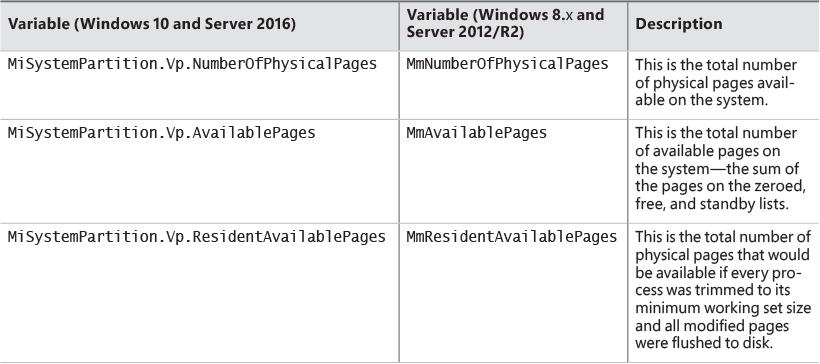 Variable (Windows 10 and Server 2016)
Variable (Windows 8.x and
Server 2012/R2)
Description
MiSystemPartition.Vp.NumberOfPhysicalPages
MmNumberOfPhysicalPages
This is the total number
of physical pages avail-
able on the system.
MiSystemPartition.Vp.AvailablePages
MmAvailablePages
This is the total number
of available pages on
the system—the sum of
the pages on the zeroed,
free, and standby lists.
MiSystemPartition.Vp.ResidentAvailablePages
MmResidentAvailablePages
This is the total number of
physical pages that would
be available if every pro-
cess was trimmed to its
minimum working set size
and all modified pages
were flushed to disk.